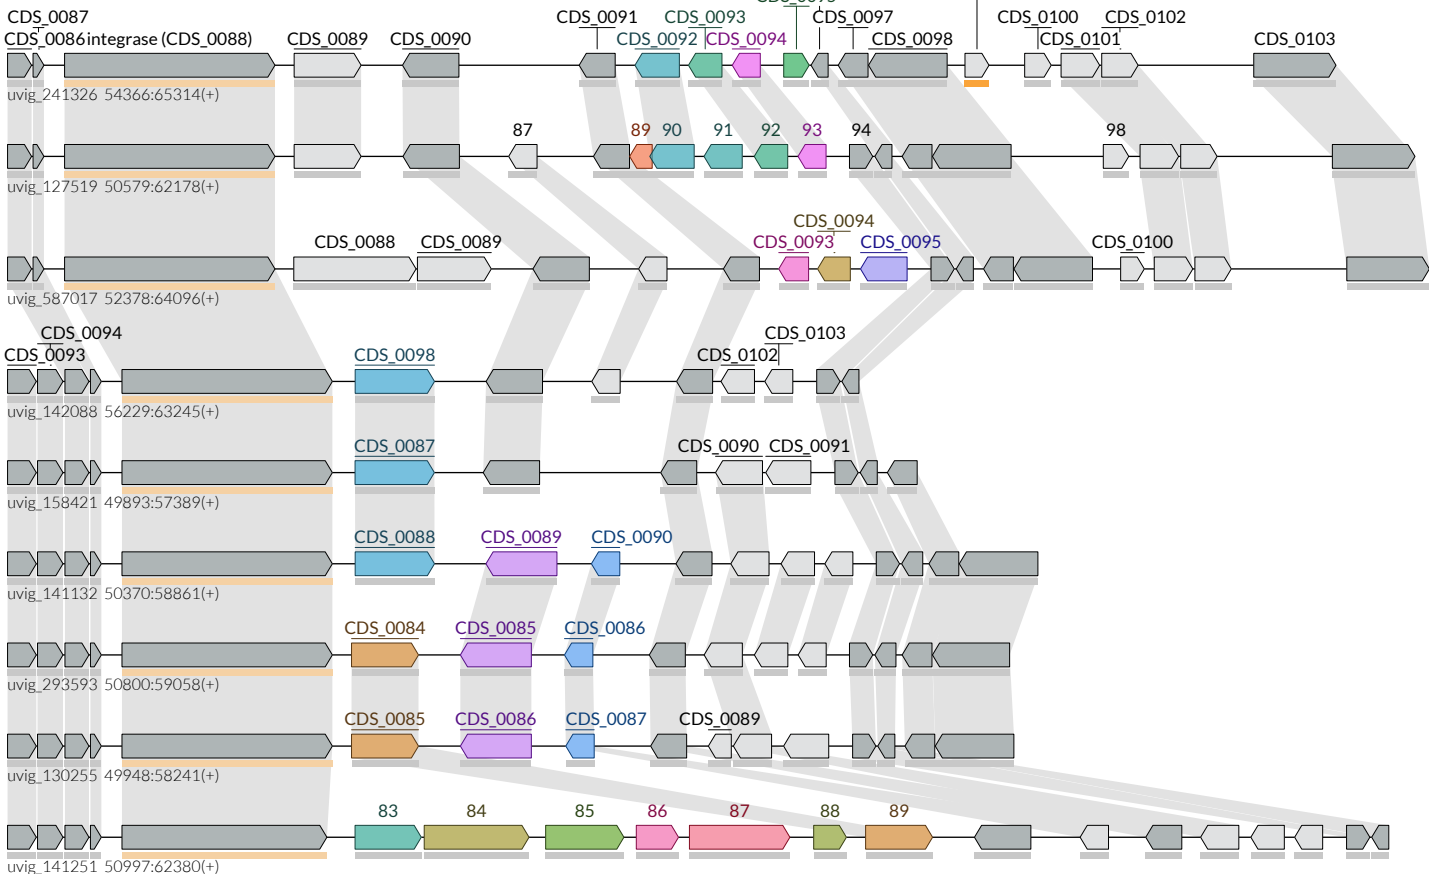 CDS_0087 CDS_0091 CDS_0093 CDS_0097 CDS_0100 CDS_0102
CDS_0086 integrase (CDS_0088) CDS_0089 CDS_0090 CDS_0092 CDS_0094 CDS_0098 CDS_0101 CDS_0103
uvig_241326 54366:65314(+)
87 89 90 91 92 93 94 98
uvig_127519 50579:62178(+)
CDS_0094
CDS_0088 CDS_0089 CDS_0093 CDS_0095 CDS_0100
uvig_587017 52378:64096(+)
CDS_0094 CDS_0103
CDS_0093 CDS_0098 CDS_0102
uvig_142088 56229:63245(+)
CDS_0087 CDS_0090 CDS_0091
uvig_158421 49893:57389(+)
CDS_0088 CDS_0089 CDS_0090
uvig_141132 50370:58861(+)
CDS_0084 CDS_0085 CDS_0086
uvig_293593 50800:59058(+)
CDS_0085 CDS_0086 CDS_0087 CDS_0089
uvig_130255 49948:58241(+)
83 84 85 86 87 88 89
uvig_141251 50997:62380(+)